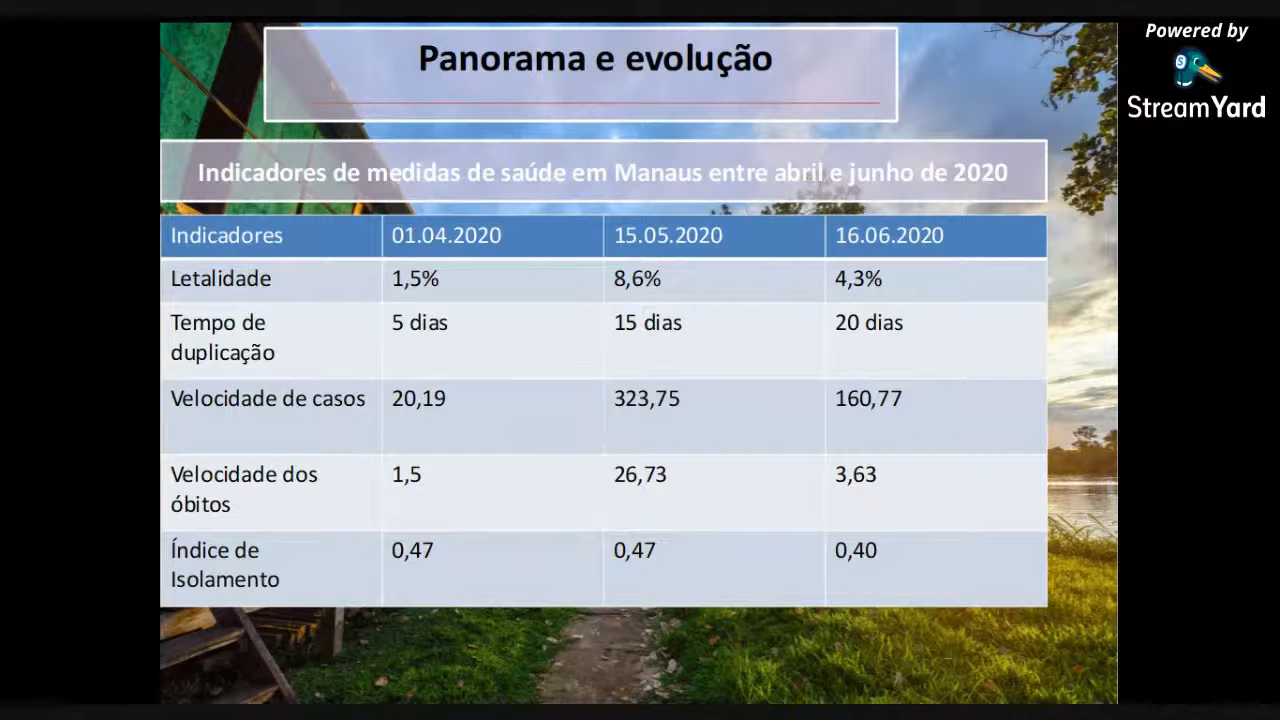 Panorama e evolução
Powered by
StreamYard
Indicadores de medidas de saúde em Manaus entre abril e junho de 2020
Indicadores 01.04.2020 15.05.2020 16.06.2020
Letalidade 1,5% 8,6% 4,3%
Tempo de 5 dias 15 dias 20 dias
duplicação
Velocidade de casos 20,19 323,75 160,77
Velocidade dos 1,5 26,73 3,63
óbitos
Índice de 0,47 0,47 0,40
Isolamento